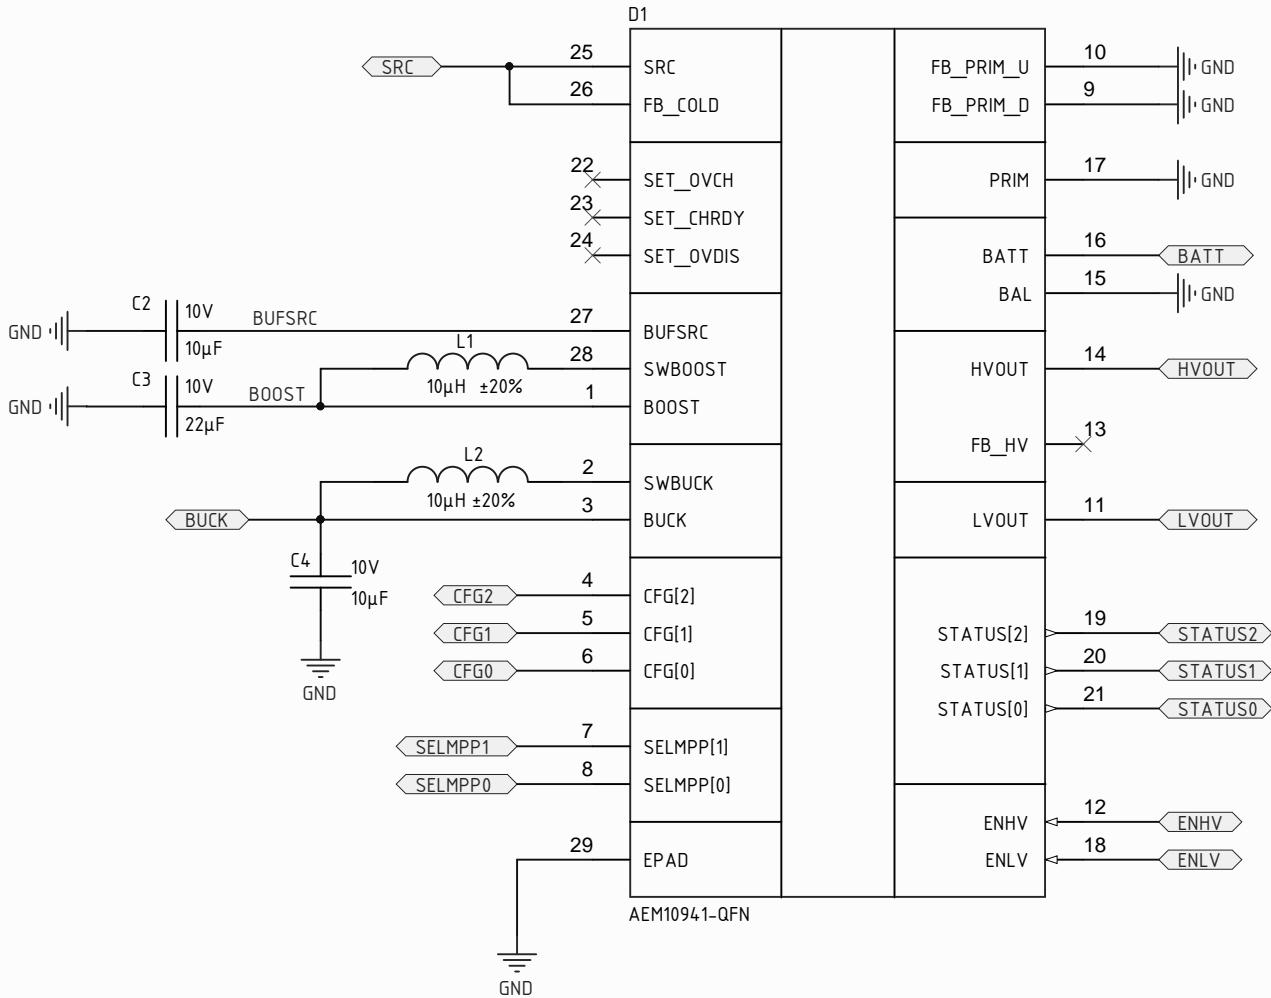 D1
SRC 25 SRC FB_PRIM_U 10 GND
26 FB_COLD FB_PRIM_D 9 GND
22 SET_OVCH PRIM 17 GND
23 SET_CHRDY
24 SET_OVDIS BATT 16 BATT
BAL 15 GND
GND C2 10V 10µF BUFSRC 27 BUFSRC
L1 10µH ±20% 28 SWBOOST HVOUT 14 HVOUT
GND C3 10V 22µF BOOST 1 BOOST
FB_HV 13
L2 10µH ±20% 2 SWBUCK
BUCK 3 BUCK LVOUT 11 LVOUT
C4 10V 10µF
GND
CFG2 4 CFG[2]
CFG1 5 CFG[1] STATUS[2] 19 STATUS2
CFG0 6 CFG[0] STATUS[1] 20 STATUS1
STATUS[0] 21 STATUS0
SELMPP1 7 SELMPP[1]
SELMPP0 8 SELMPP[0]
ENHV 12 ENHV
29 EPAD ENLV 18 ENLV
AEM10941-QFN
GND